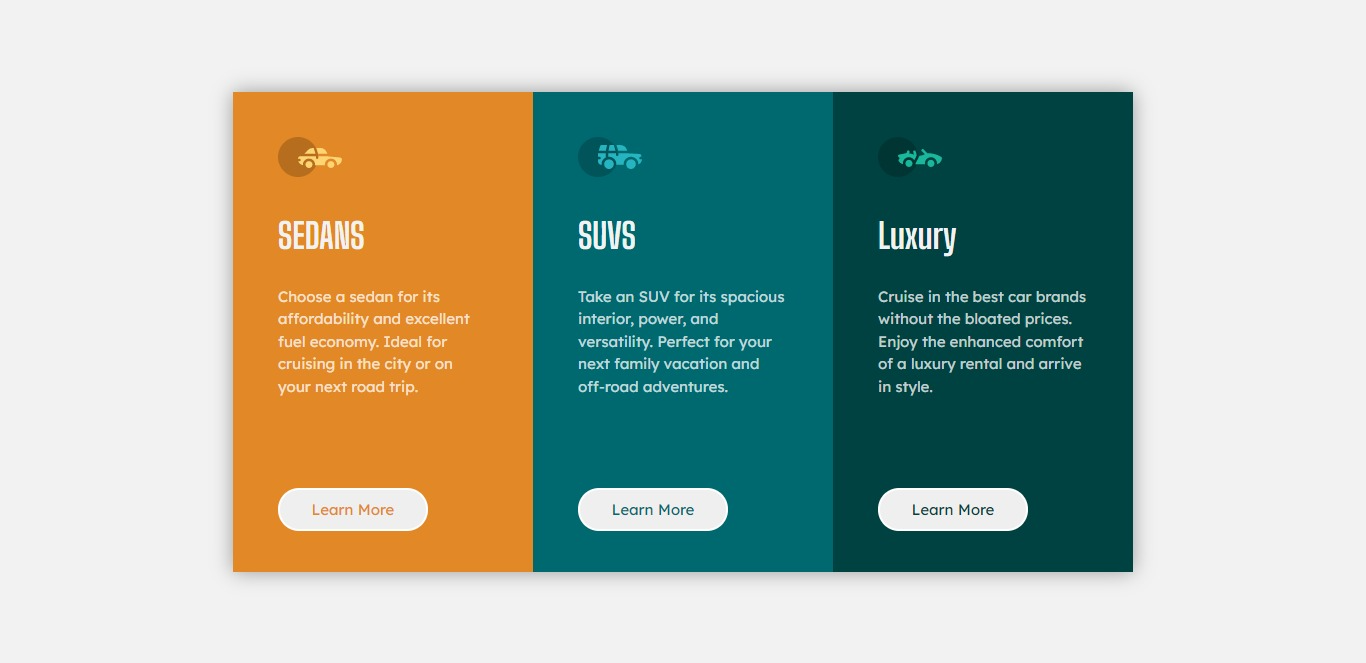 SEDANS
Choose a sedan for its
affordability and excellent
fuel economy. Ideal for
cruising in the city or on
your next road trip.
Learn More
SUVS
Take an SUV for its spacious
interior, power, and
versatility. Perfect for your
next family vacation and
off-road adventures.
Learn More
Luxury
Cruise in the best car brands
without the bloated prices.
Enjoy the enhanced comfort
of a luxury rental and arrive
in style.
Learn More